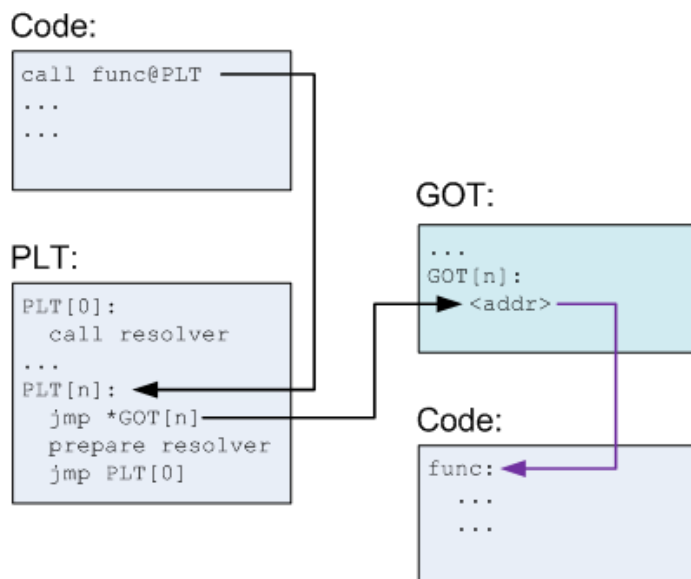 Code:
call func@PLT
...
...
PLT:
PLT[0]:
call resolver
...
PLT[n]:
jmp *GOT[n]
prepare resolver
jmp PLT[0]
GOT:
...
GOT[n]:
<addr>
Code:
func:
...
...